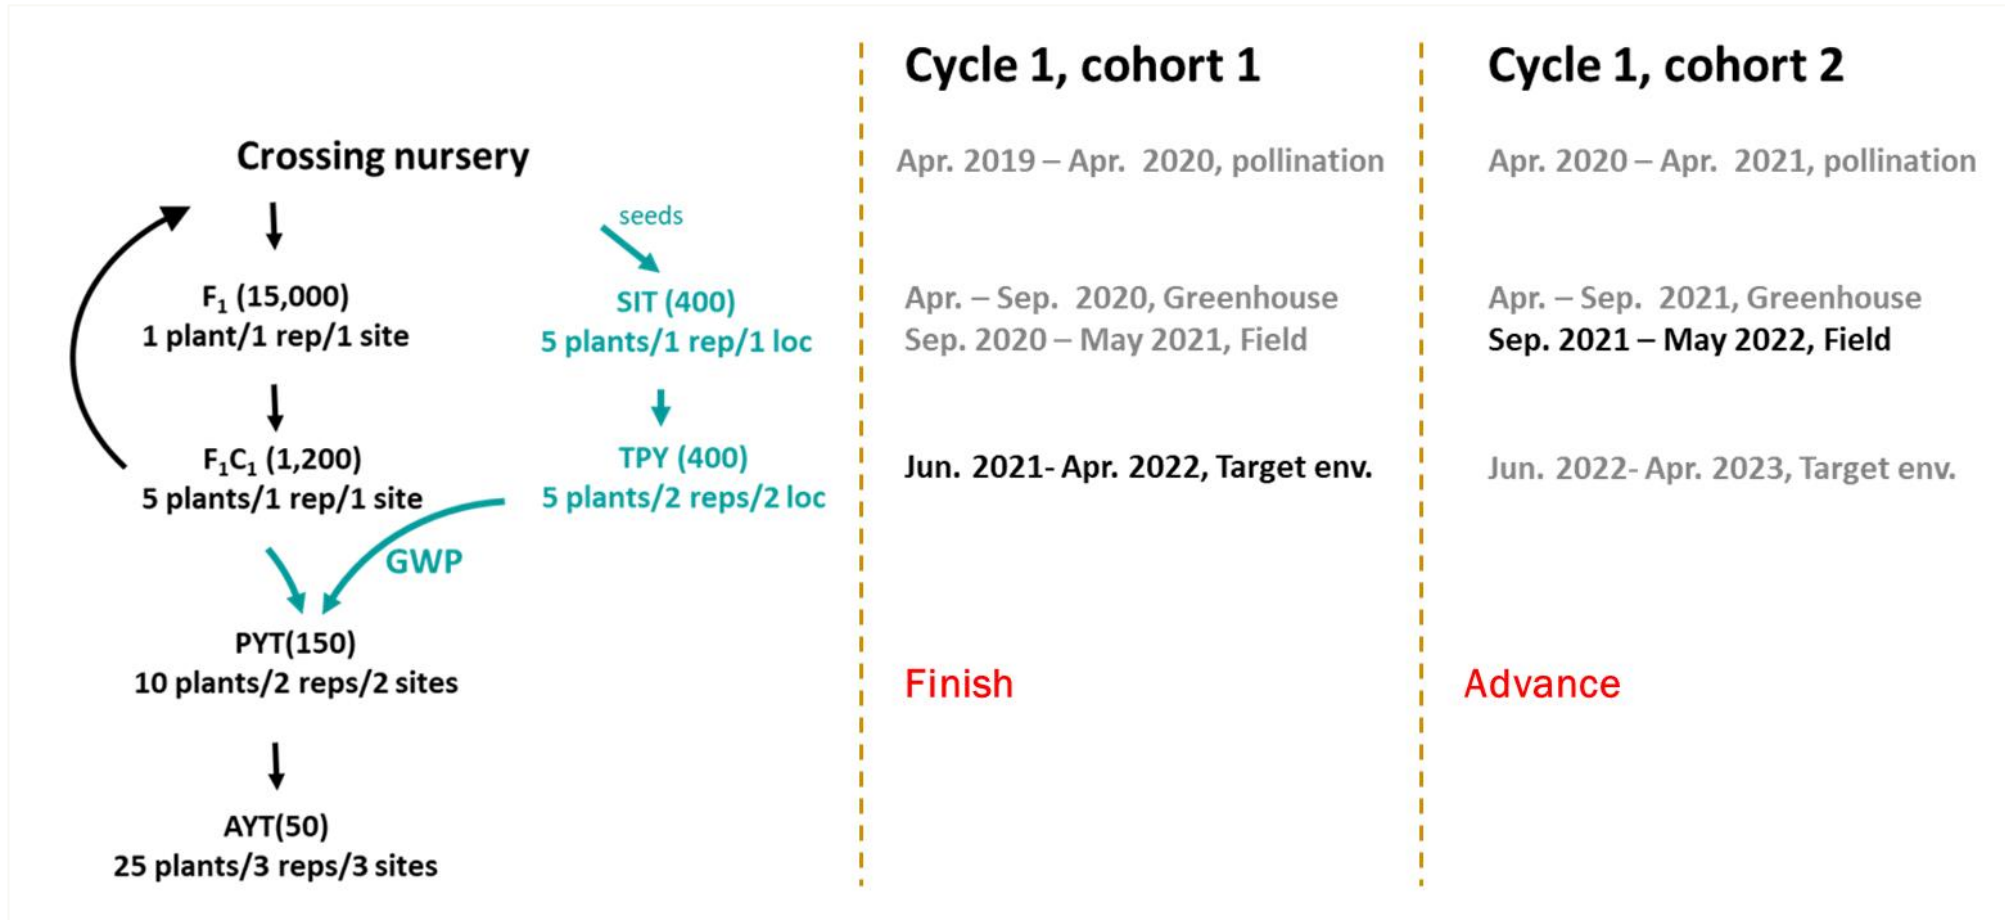 Crossing nursery
F₁ (15,000)
1 plant/1 rep/1 site
F₁C₁ (1,200)
5 plants/1 rep/1 site
seeds
SIT (400)
5 plants/1 rep/1 loc
TPY (400)
5 plants/2 reps/2 loc
GWP
PYT(150)
10 plants/2 reps/2 sites
AYT(50)
25 plants/3 reps/3 sites
Cycle 1, cohort 1
Apr. 2019 – Apr. 2020, pollination
Apr. – Sep. 2020, Greenhouse
Sep. 2020 – May 2021, Field
Jun. 2021- Apr. 2022, Target env.
Finish
Cycle 1, cohort 2
Apr. 2020 – Apr. 2021, pollination
Apr. – Sep. 2021, Greenhouse
Sep. 2021 – May 2022, Field
Jun. 2022- Apr. 2023, Target env.
Advance